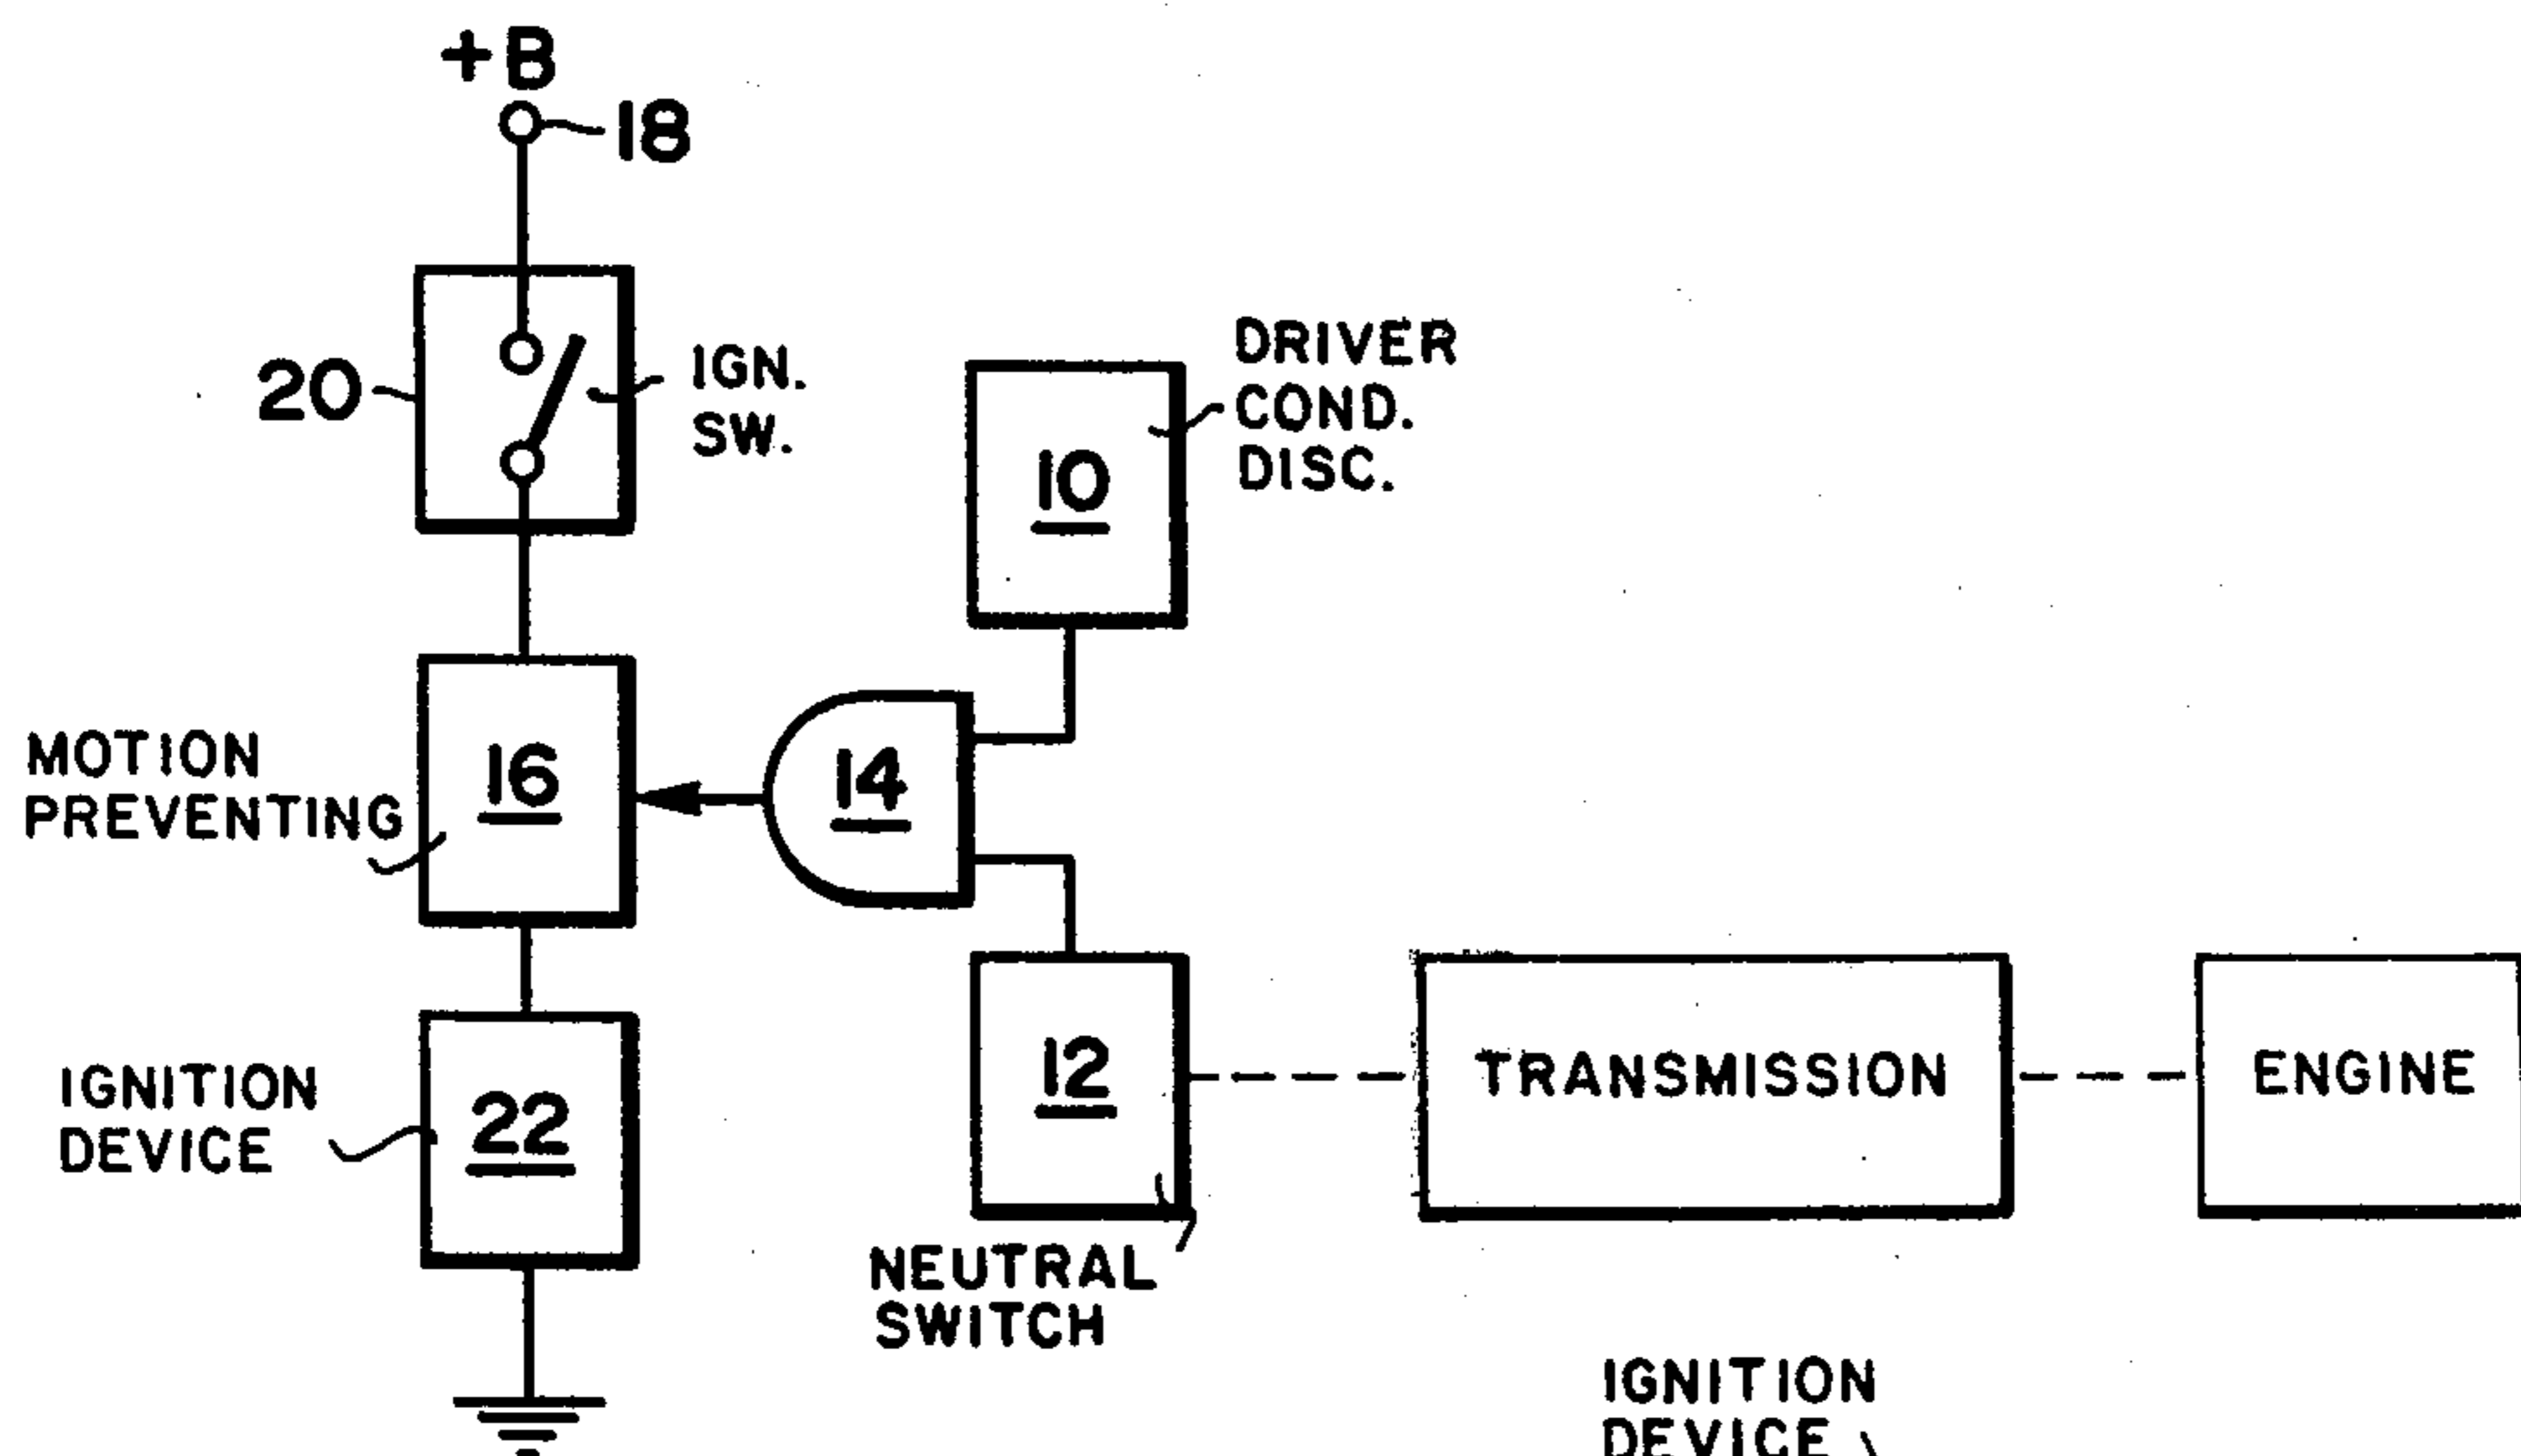 +B
18
20
IGN.
SW.
DRIVER
COND.
DISC.
10
MOTION
PREVENTING
16
14
IGNITION
DEVICE
22
12
NEUTRAL
SWITCH
TRANSMISSION
ENGINE
IGNITION
DEVICE